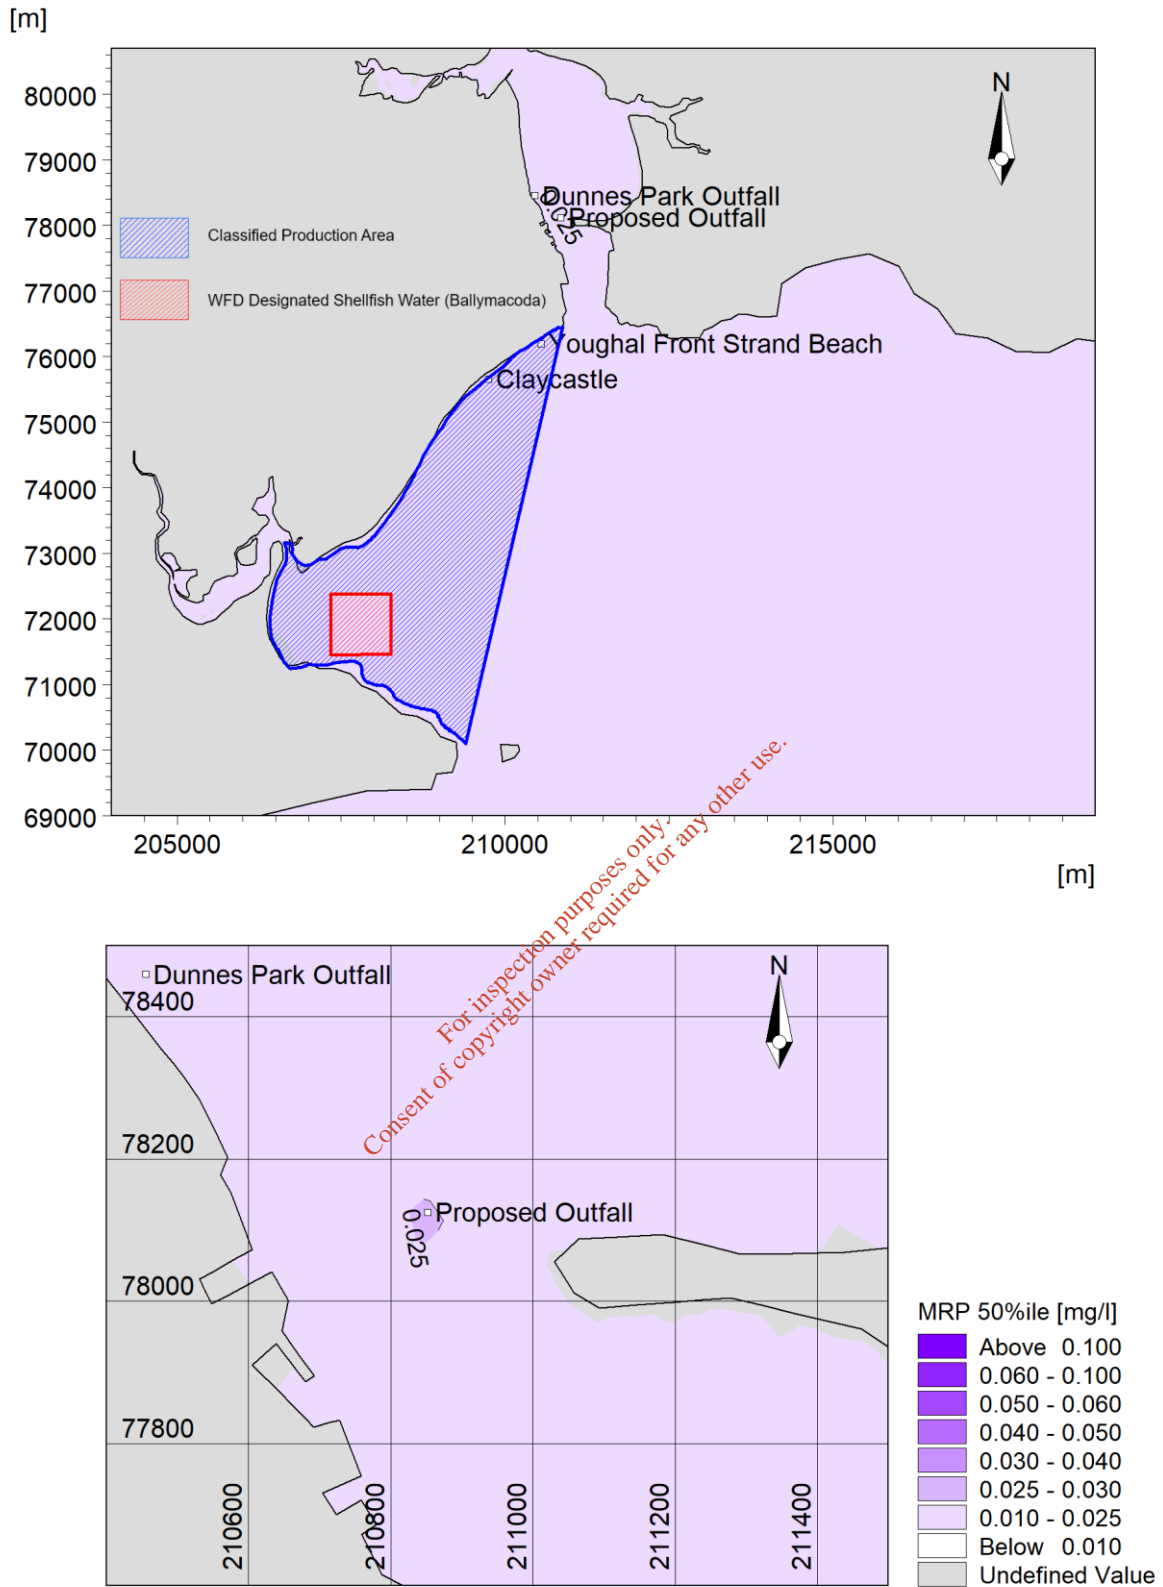 [m]
80000
79000
78000
77000
76000
75000
74000
73000
72000
71000
70000
69000
N
Dunnes Park Outfall
Proposed Outfall
0.025
Classified Production Area
WFD Designated Shellfish Water (Ballymacoda)
Youghal Front Strand Beach
Claycastle
205000
210000
215000
[m]
For inspection purposes only.
Consent of copyright owner required for any other use.
Dunnes Park Outfall
N
78400
78200
Proposed Outfall
0.025
78000
77800
210600
210800
211000
211200
211400
MRP 50%ile [mg/l]
Above 0.100
0.060 - 0.100
0.050 - 0.060
0.040 - 0.050
0.030 - 0.040
0.025 - 0.030
0.010 - 0.025
Below 0.010
Undefined Value